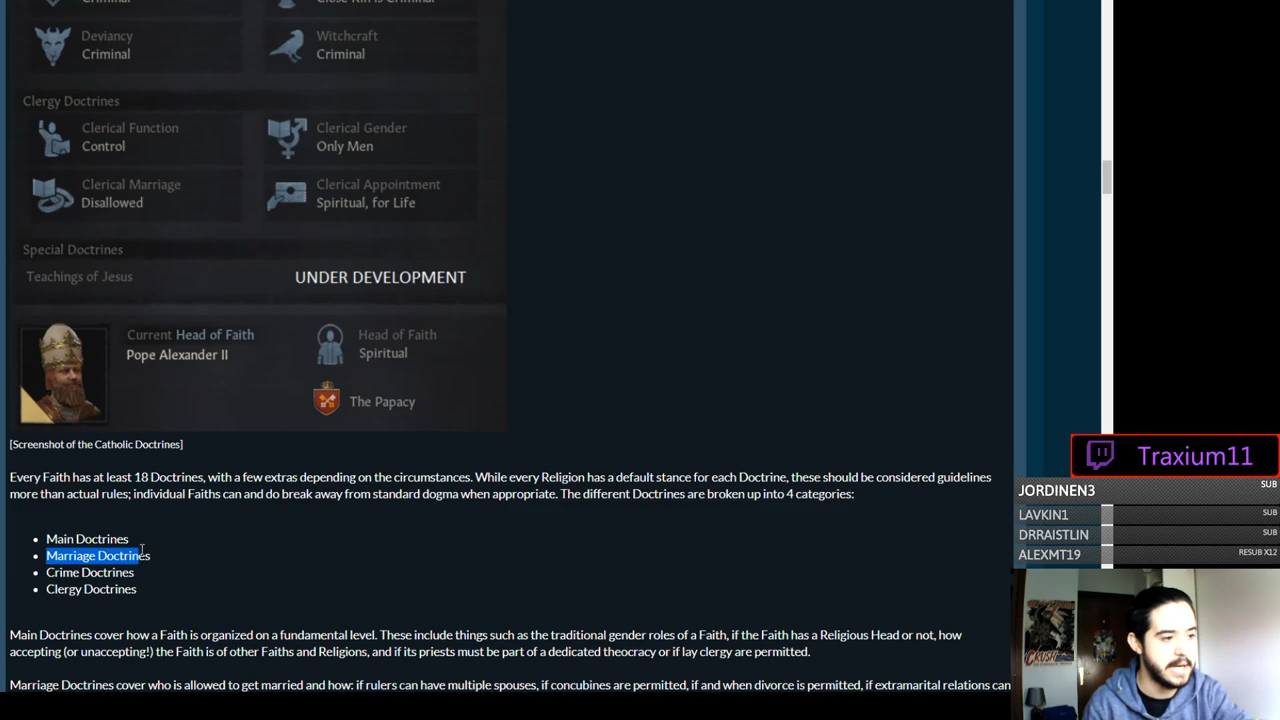 Criminal
Close Kin is Criminal
Deviancy
Criminal
Witchcraft
Criminal
Clergy Doctrines
Clerical Function
Control
Clerical Gender
Only Men
Clerical Marriage
Disallowed
Clerical Appointment
Spiritual, for Life
Special Doctrines
Teachings of Jesus
UNDER DEVELOPMENT
Current Head of Faith
Pope Alexander II
Head of Faith
Spiritual
The Papacy
[Screenshot of the Catholic Doctrines]
Every Faith has at least 18 Doctrines, with a few extras depending on the circumstances. While every Religion has a default stance for each Doctrine, these should be considered guidelines
more than actual rules; individual Faiths can and do break away from standard dogma when appropriate. The different Doctrines are broken up into 4 categories:
Main Doctrines
Marriage Doctrines
Crime Doctrines
Clergy Doctrines
Main Doctrines cover how a Faith is organized on a fundamental level. These include things such as the traditional gender roles of a Faith, if the Faith has a Religious Head or not, how
accepting (or unaccepting!) the Faith is of other Faiths and Religions, and if its priests must be part of a dedicated theocracy or if lay clergy are permitted.
Marriage Doctrines cover who is allowed to get married and how: if rulers can have multiple spouses, if concubines are permitted, if and when divorce is permitted, if extramarital relations can
Traxium11
JORDINEN3 SUB
LAVKIN1 SUB
DRRAISTLIN SUB
ALEXMT19 RESUB X12
CRUSH